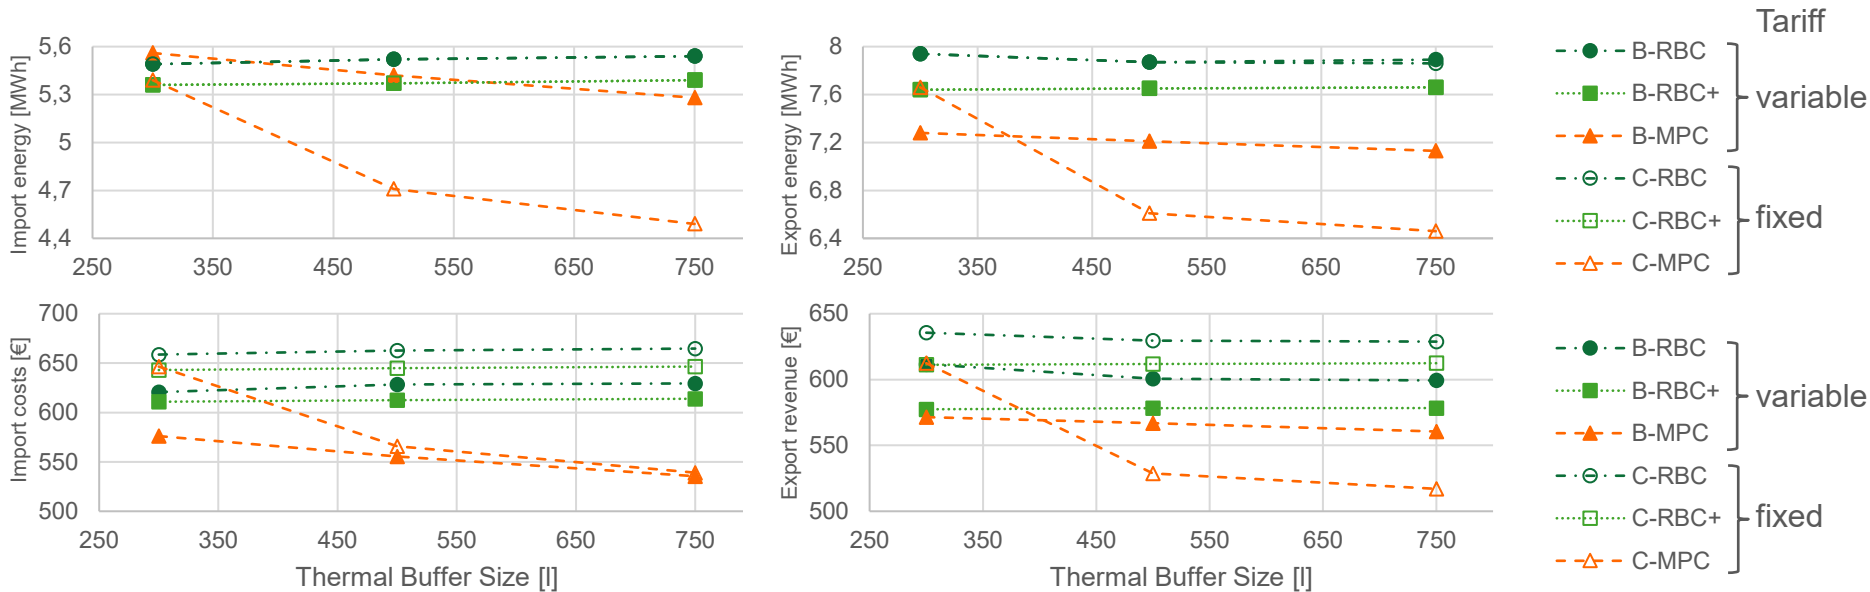 Import energy [MWh]
5,6
5,3
5
4,7
4,4
250 350 450 550 650 750
Export energy [MWh]
8
7,6
7,2
6,8
6,4
250 350 450 550 650 750
Tariff
B-RBC
B-RBC+
B-MPC
variable
C-RBC
C-RBC+
C-MPC
fixed
Import costs [€]
700
650
600
550
500
250 350 450 550 650 750
Thermal Buffer Size [l]
Export revenue [€]
650
600
550
500
250 350 450 550 650 750
Thermal Buffer Size [l]
B-RBC
B-RBC+
B-MPC
variable
C-RBC
C-RBC+
C-MPC
fixed